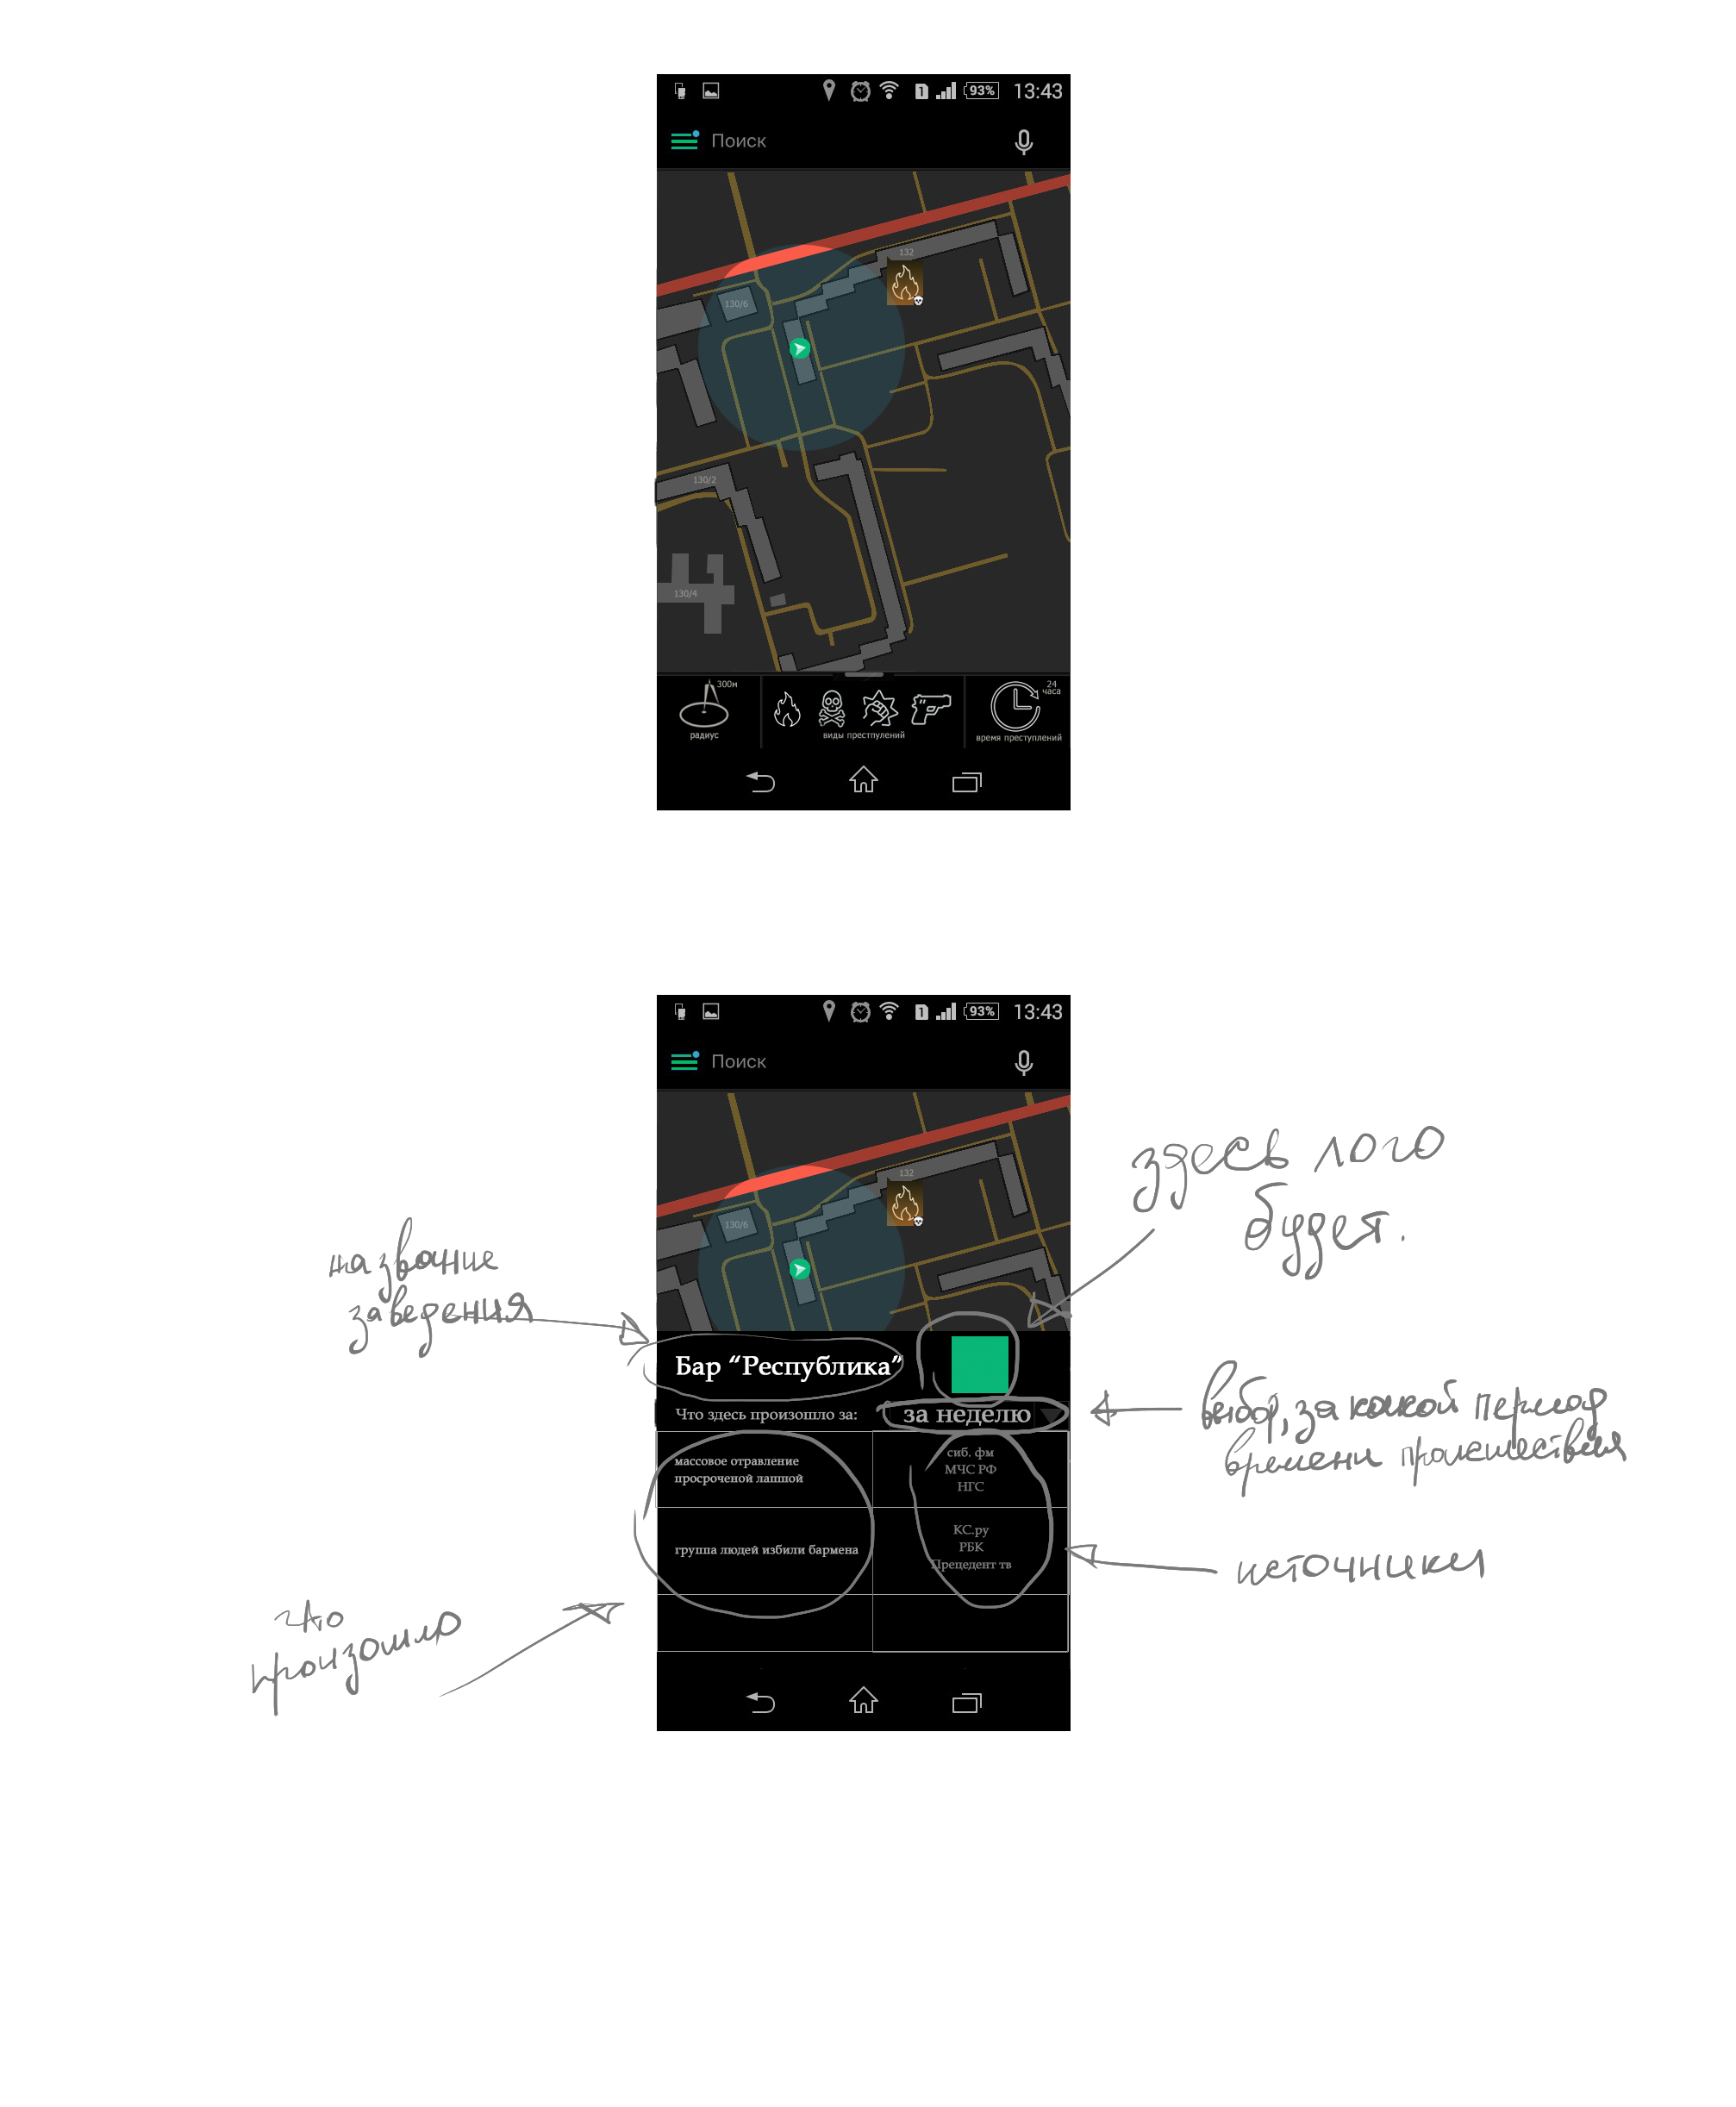 93%
13:43
Поиск
132
130/6
130/2
130/4
300м
радиус
виды престпулений
24
часа
время преступлений
93%
13:43
Поиск
132
130/6
здесь лого
будет.
название
заведения
Бар “Республика”
Что здесь произошло за:
за неделю
выбор, за какой период
времени происшествия
массовое отравление
просроченой лапшой
сиб. фм
МЧС РФ
НГС
группа людей избили бармена
КС.ру
РБК
Прецедент тв
источники
что
произошло